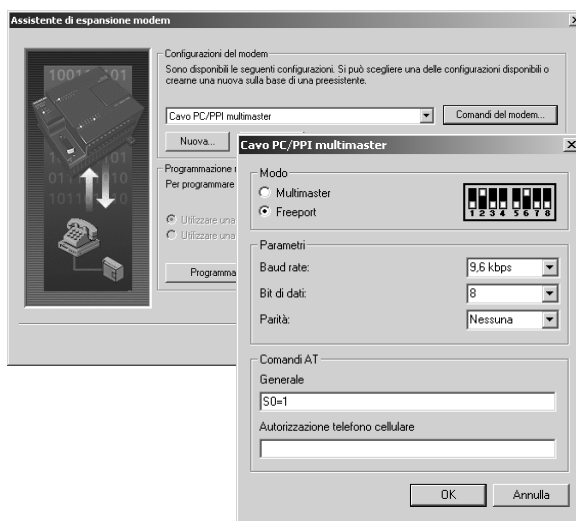 Assistente di espansione modem
Configurazioni del modem
Sono disponibili le seguenti configurazioni. Si può scegliere una delle configurazioni disponibili o
crearne una nuova sulla base di una preesistente.
Cavo PC/PPI multimaster
Comandi del modem...
Nuova...
Programmazione
Per programmare
Utilizzare una
Utilizzare una
Programma
Cavo PC/PPI multimaster
Modo
Multimaster
Freeport
1 2 3 4 5 6 7 8
Parametri
Baud rate:
9,6 kbps
Bit di dati:
8
Parità:
Nessuna
Comandi AT
Generale
S0=1
Autorizzazione telefono cellulare
OK
Annulla